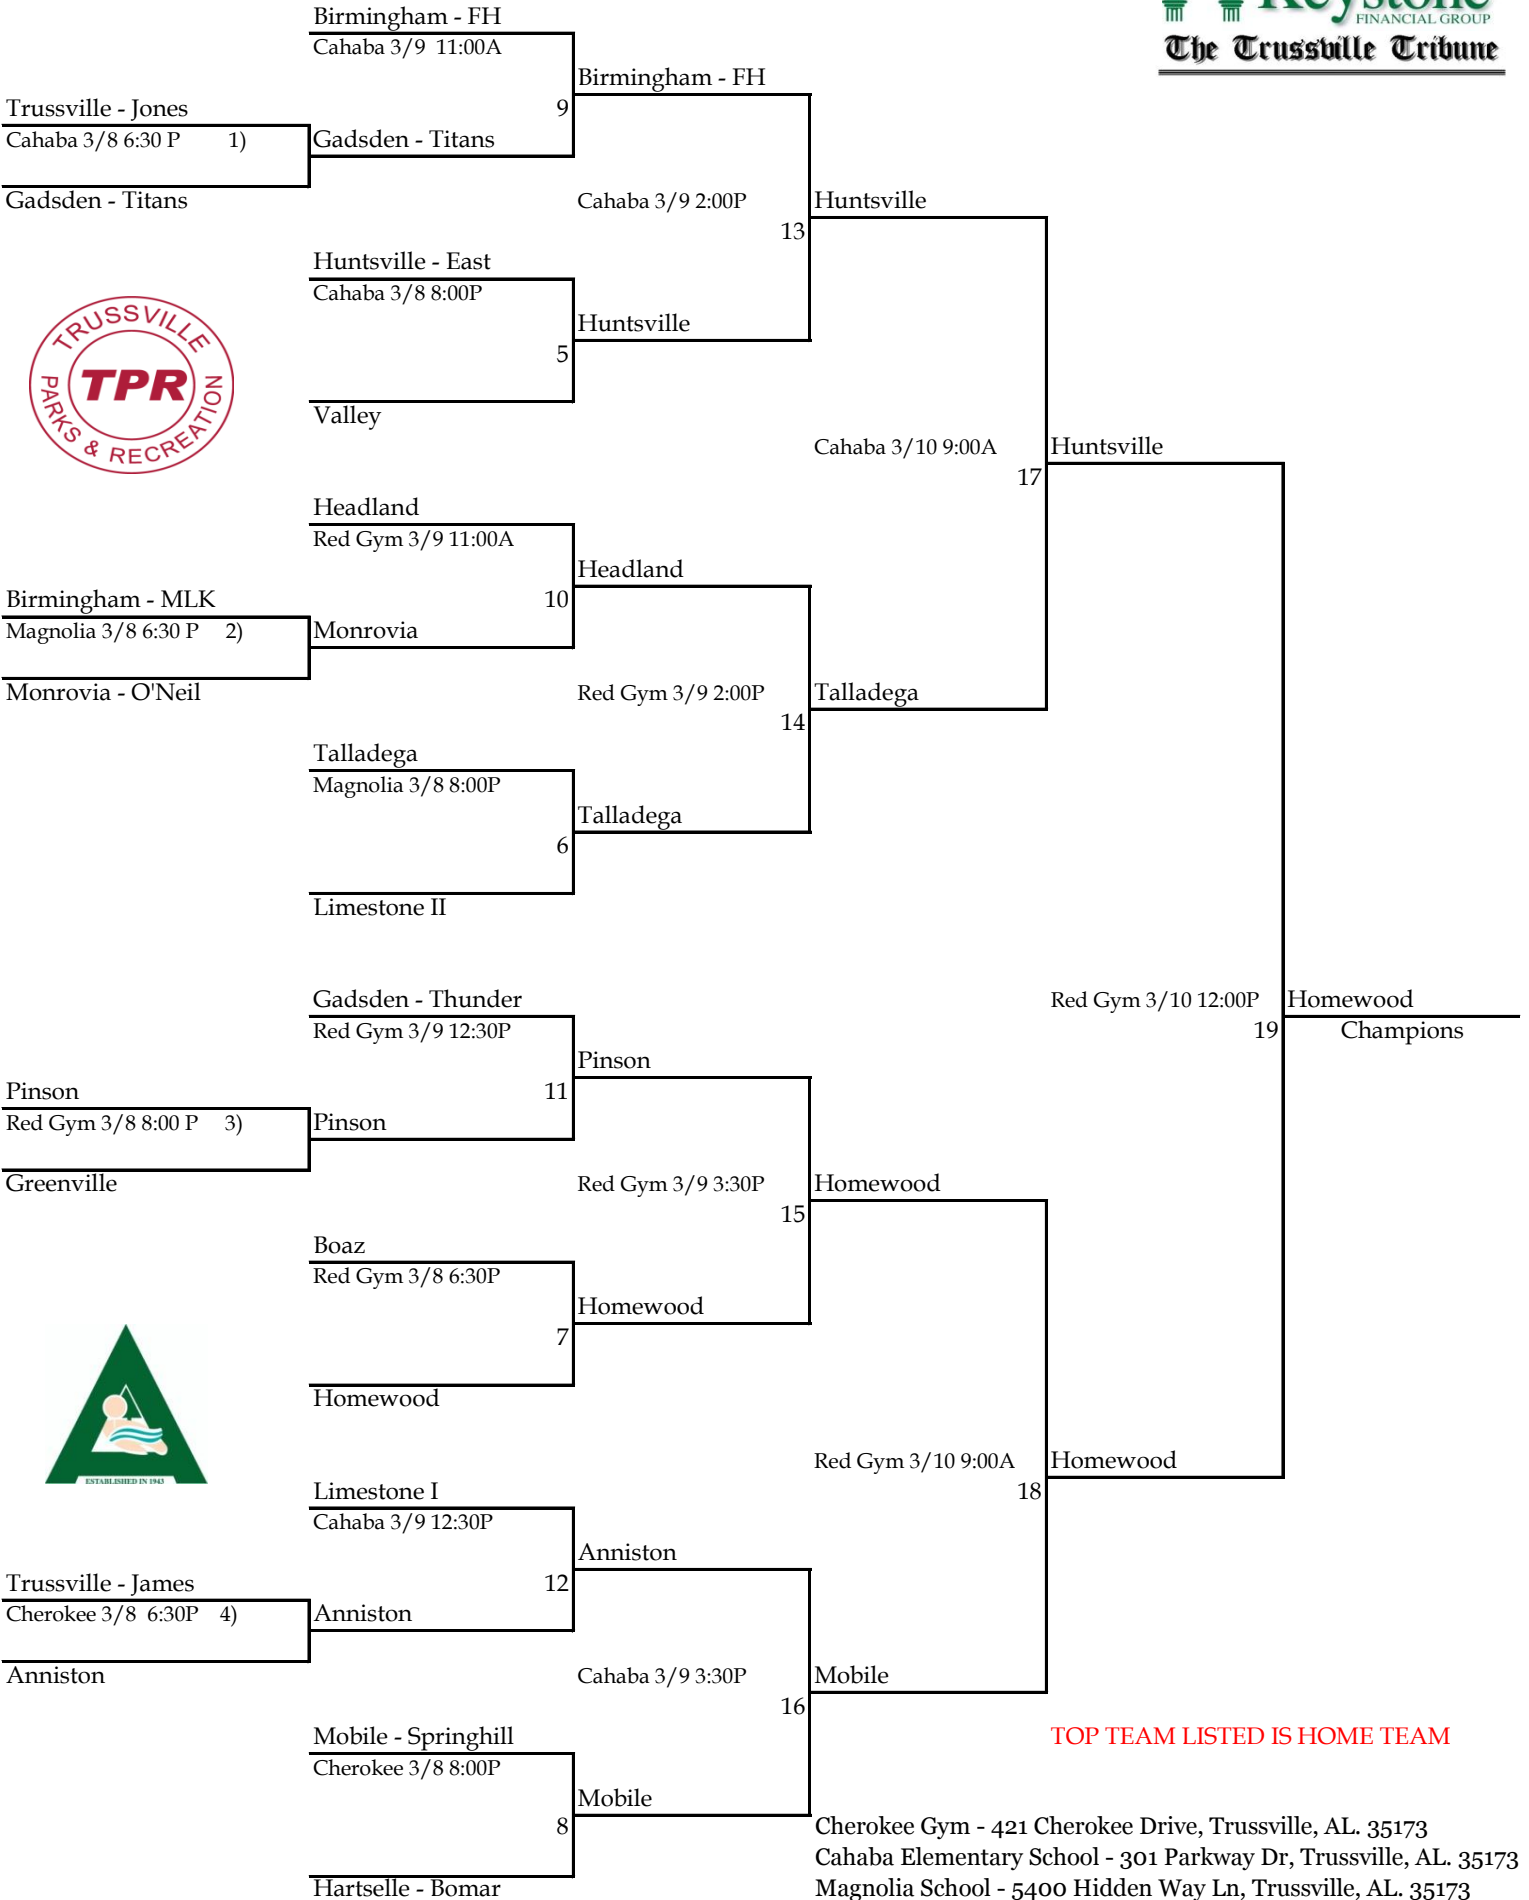 Keystone
FINANCIAL GROUP
The Trussville Tribune
Birmingham - FH
Cahaba 3/9 11:00A
Birmingham - FH
9
Trussville - Jones
Cahaba 3/8 6:30 P 1)
Gadsden - Titans
Gadsden - Titans
Cahaba 3/9 2:00P
Huntsville
13
Huntsville - East
Cahaba 3/8 8:00P
Huntsville
5
Valley
TRUSSVILLE
TPR
PARKS & RECREATION
Cahaba 3/10 9:00A
Huntsville
17
Headland
Red Gym 3/9 11:00A
Headland
10
Birmingham - MLK
Magnolia 3/8 6:30 P 2)
Monrovia
Monrovia - O'Neil
Red Gym 3/9 2:00P
Talladega
14
Talladega
Magnolia 3/8 8:00P
Talladega
6
Limestone II
Gadsden - Thunder
Red Gym 3/9 12:30P
Red Gym 3/10 12:00P
Homewood
19
Champions
Pinson
11
Pinson
Red Gym 3/8 8:00 P 3)
Pinson
Greenville
Red Gym 3/9 3:30P
Homewood
15
Boaz
Red Gym 3/8 6:30P
Homewood
7
Homewood
ESTABLISHED IN 1943
Red Gym 3/10 9:00A
Homewood
18
Limestone I
Cahaba 3/9 12:30P
Anniston
12
Trussville - James
Cherokee 3/8 6:30P 4)
Anniston
Anniston
Cahaba 3/9 3:30P
Mobile
16
Mobile - Springhill
Cherokee 3/8 8:00P
TOP TEAM LISTED IS HOME TEAM
Mobile
8
Hartselle - Bomar
Cherokee Gym - 421 Cherokee Drive, Trussville, AL. 35173
Cahaba Elementary School - 301 Parkway Dr, Trussville, AL. 35173
Magnolia School - 5400 Hidden Way Ln, Trussville, AL. 35173